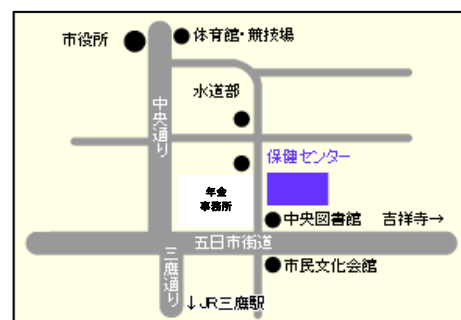 市役所
体育館・競技場
水道部
中央通り
保健センター
年金
事務所
中央図書館
吉祥寺→
五日市街道
三鷹通り
市民文化会館
↓JR三鷹駅